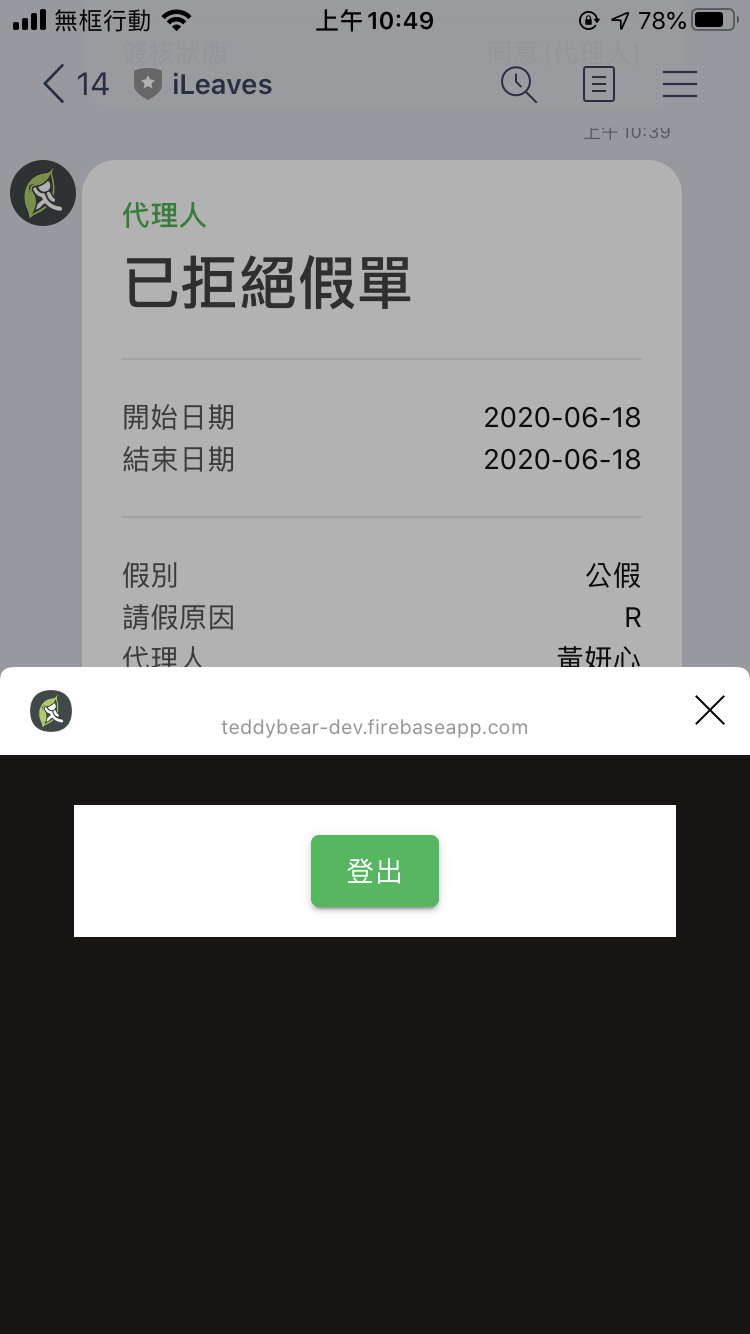 無框行動 上午10:49 78%
簽核狀態 同意(代理人)
14 iLeaves
上午10:39
代理人
已拒絕假單
開始日期 2020-06-18
結束日期 2020-06-18
假別 公假
請假原因 R
代理人 黃妍心
teddybear-dev.firebaseapp.com
登出